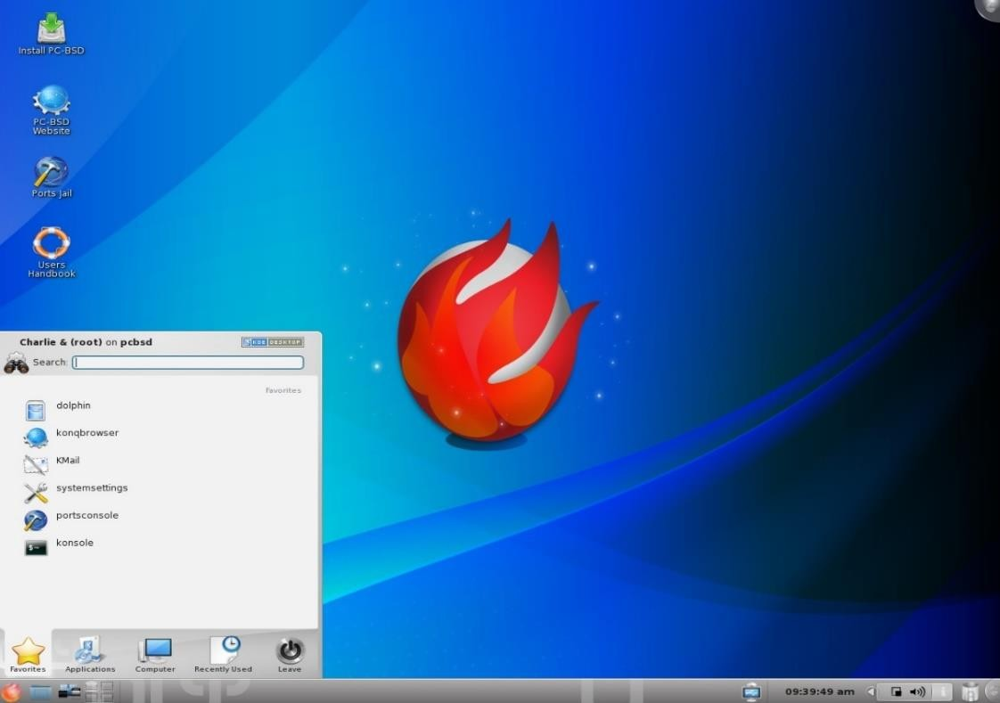 Install PC-BSD
PC-BSD
Website
Ports Jail
Users
Handbook
Charlie & (root) on pcbsd
KDE DESKTOP
Search:
Favorites
dolphin
konqbrowser
KMail
systemsettings
portsconsole
konsole
Favorites
Applications
Computer
Recently Used
Leave
09:39:49 am